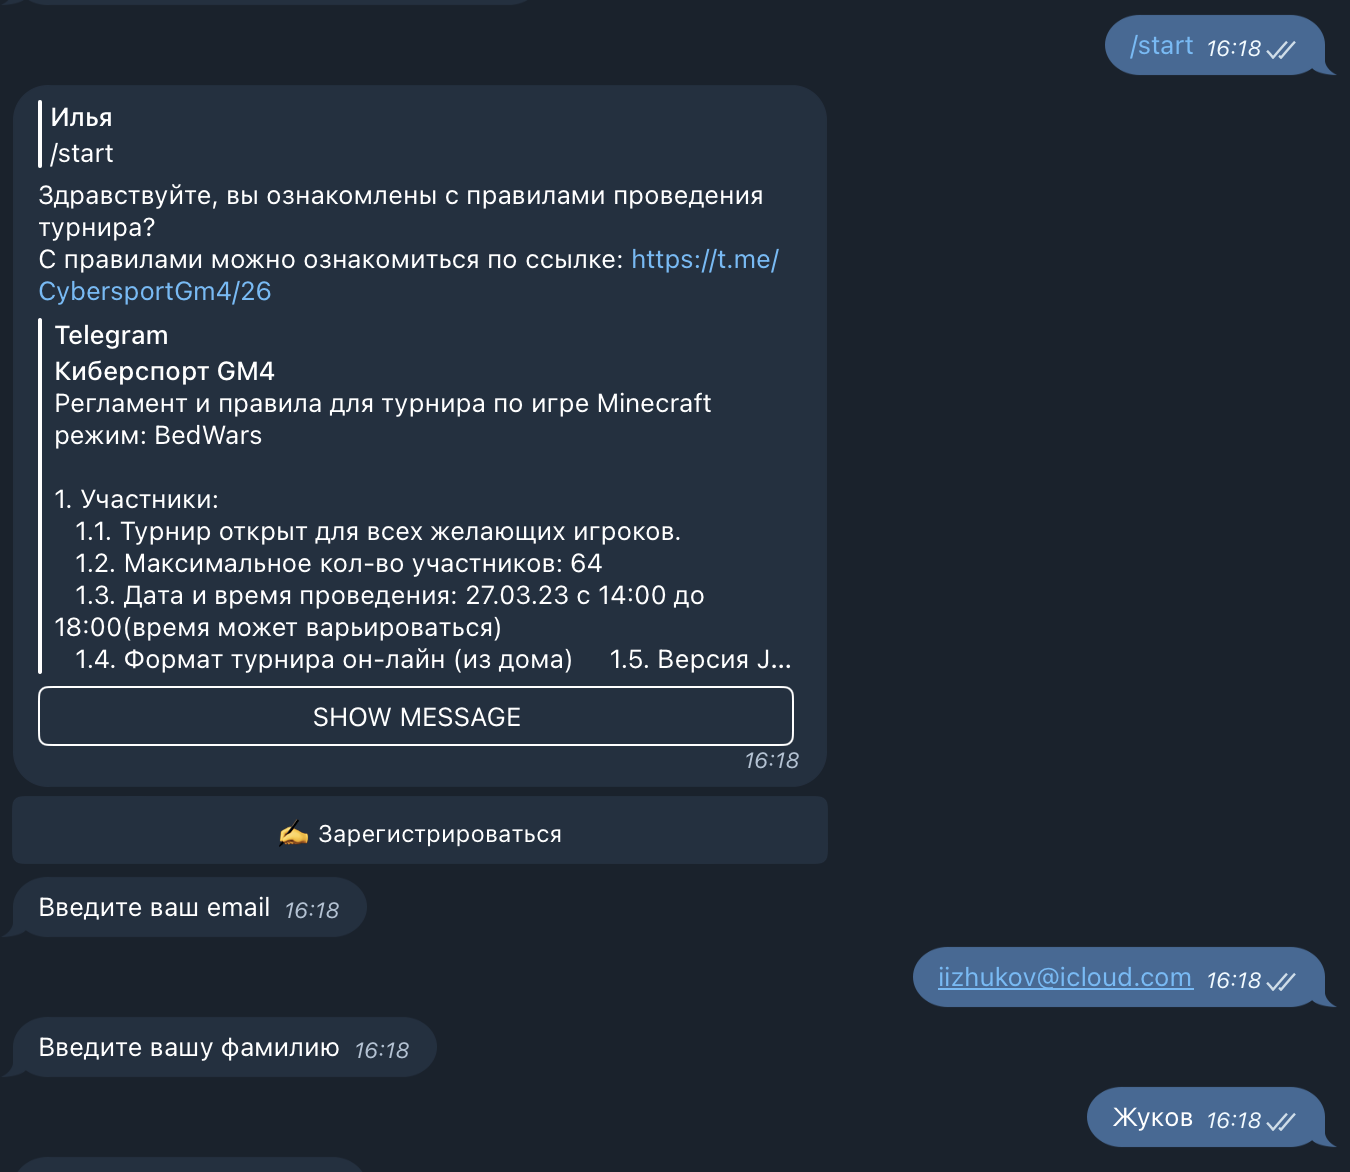 /start 16:18
Илья
/start
Здравствуйте, вы ознакомлены с правилами проведения
турнира?
С правилами можно ознакомиться по ссылке: https://t.me/
CybersportGm4/26
Telegram
Киберспорт GM4
Регламент и правила для турнира по игре Minecraft
режим: BedWars
1. Участники:
1.1. Турнир открыт для всех желающих игроков.
1.2. Максимальное кол-во участников: 64
1.3. Дата и время проведения: 27.03.23 с 14:00 до
18:00(время может варьироваться)
1.4. Формат турнира он-лайн (из дома) 1.5. Версия J...
SHOW MESSAGE
16:18
✍️ Зарегистрироваться
Введите ваш email 16:18
iizhukov@icloud.com 16:18
Введите вашу фамилию 16:18
Жуков 16:18